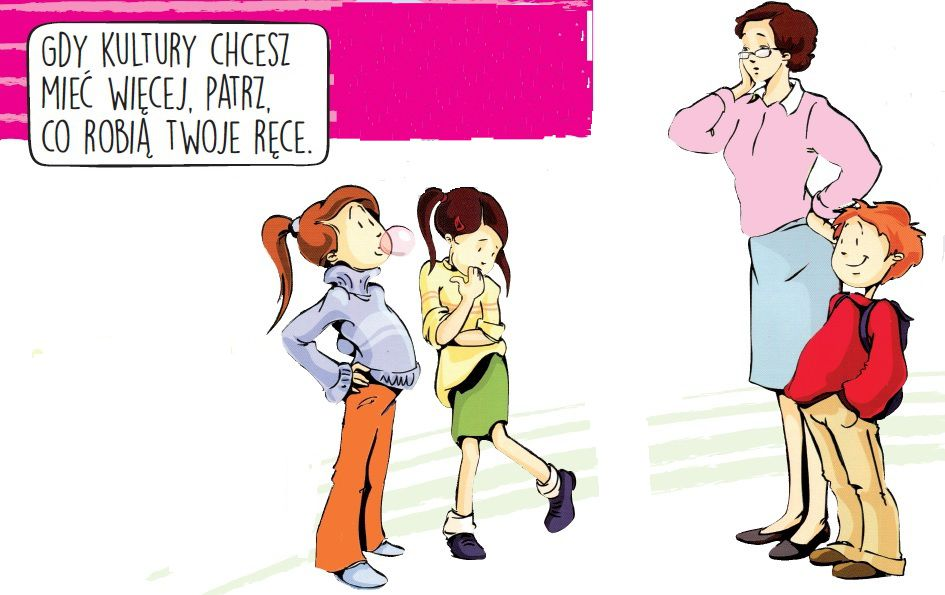 GDY KULTURY CHCESZ
MIEĆ WIĘCEJ, PATRZ,
CO ROBIĄ TWOJE RĘCE.